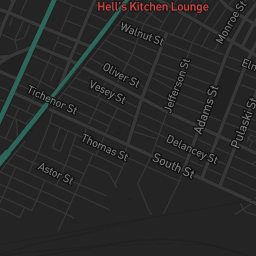 Hell's Kitchen Lounge
Monroe St
Walnut St
Elm
Oliver St
Vesey St
Jefferson St
Adams St
Tichenor St
Pulaski St
Thomas St
Delancey St
South St
Astor St